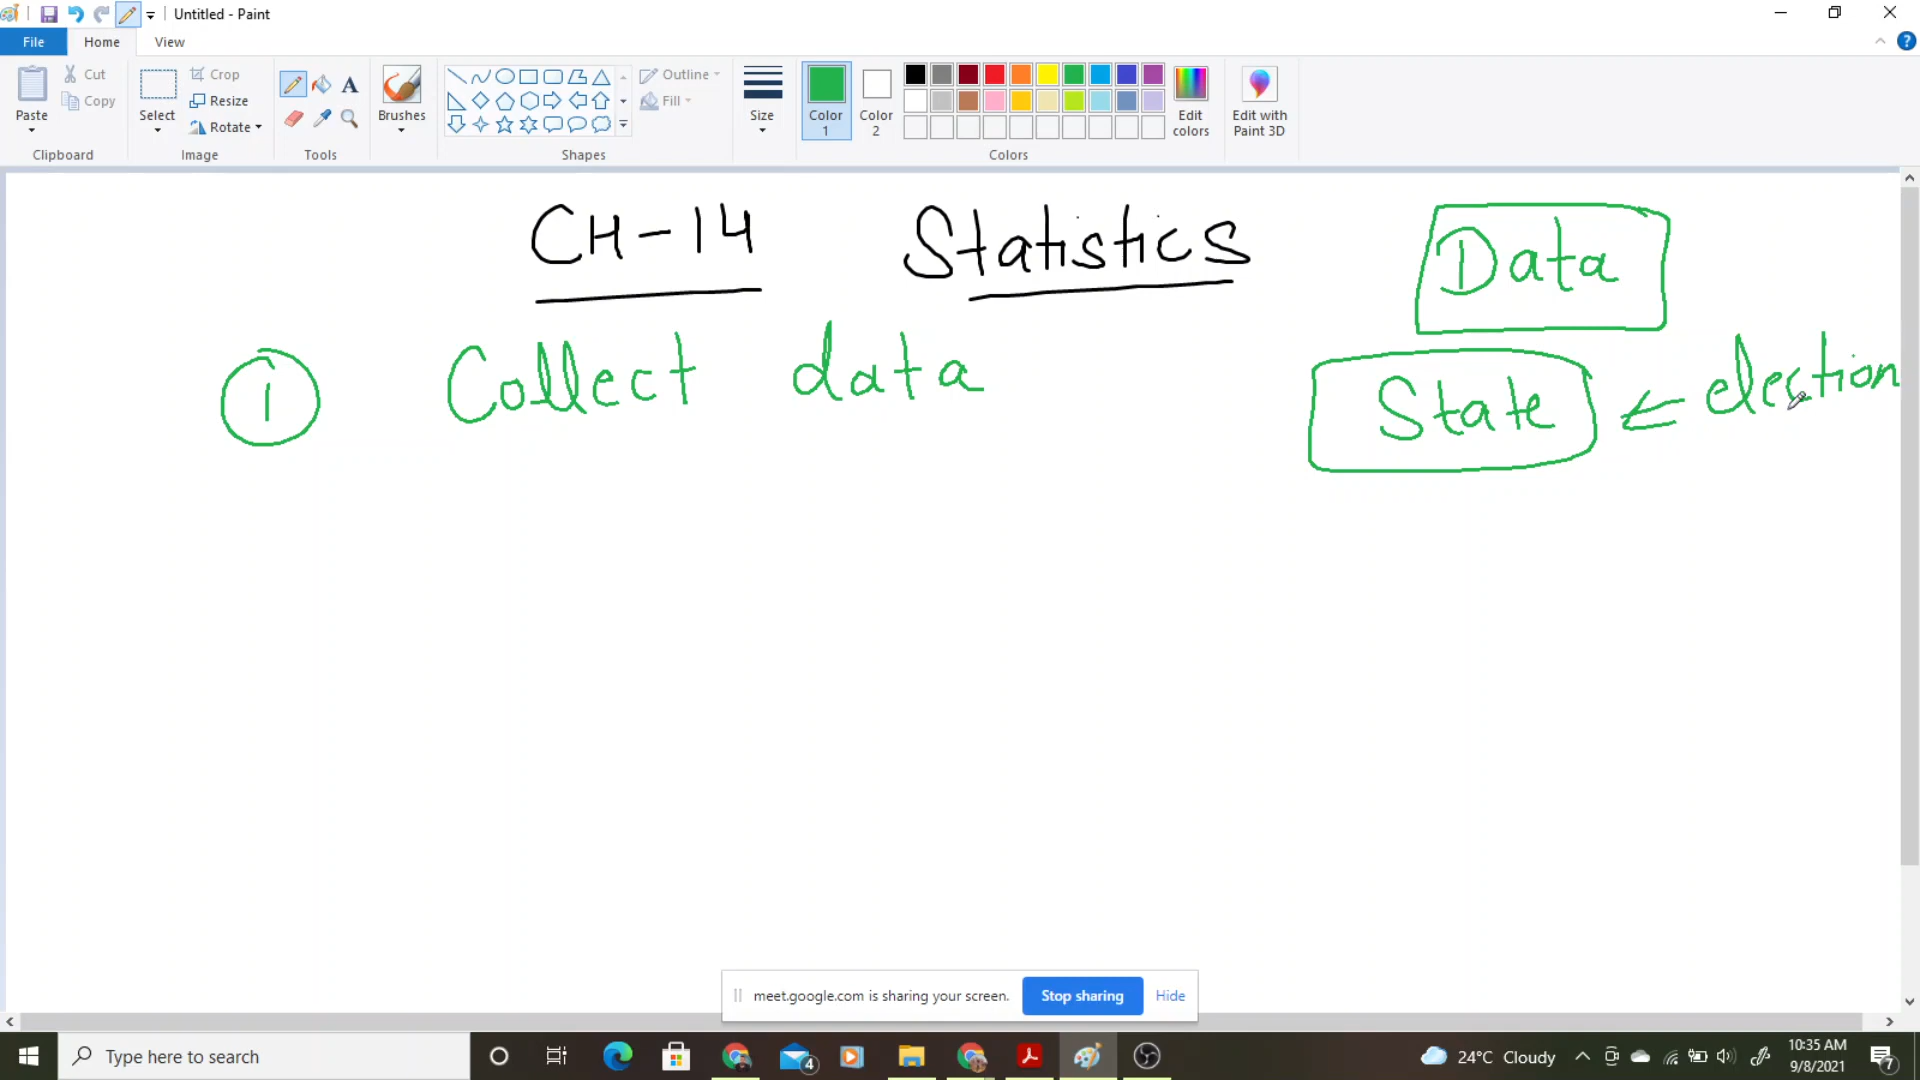 Untitled - Paint
File Home View
Cut
Copy
Paste
Clipboard
Select
Crop
Resize
Rotate
Image
Tools
Brushes
Shapes
Outline
Fill
Size
Color 1
Color 2
Colors
Edit colors
Edit with Paint 3D
CH-14 Statistics
Data
1 Collect data
State ← election
meet.google.com is sharing your screen. Stop sharing Hide
Type here to search
4
24°C Cloudy
10:35 AM
9/8/2021
7